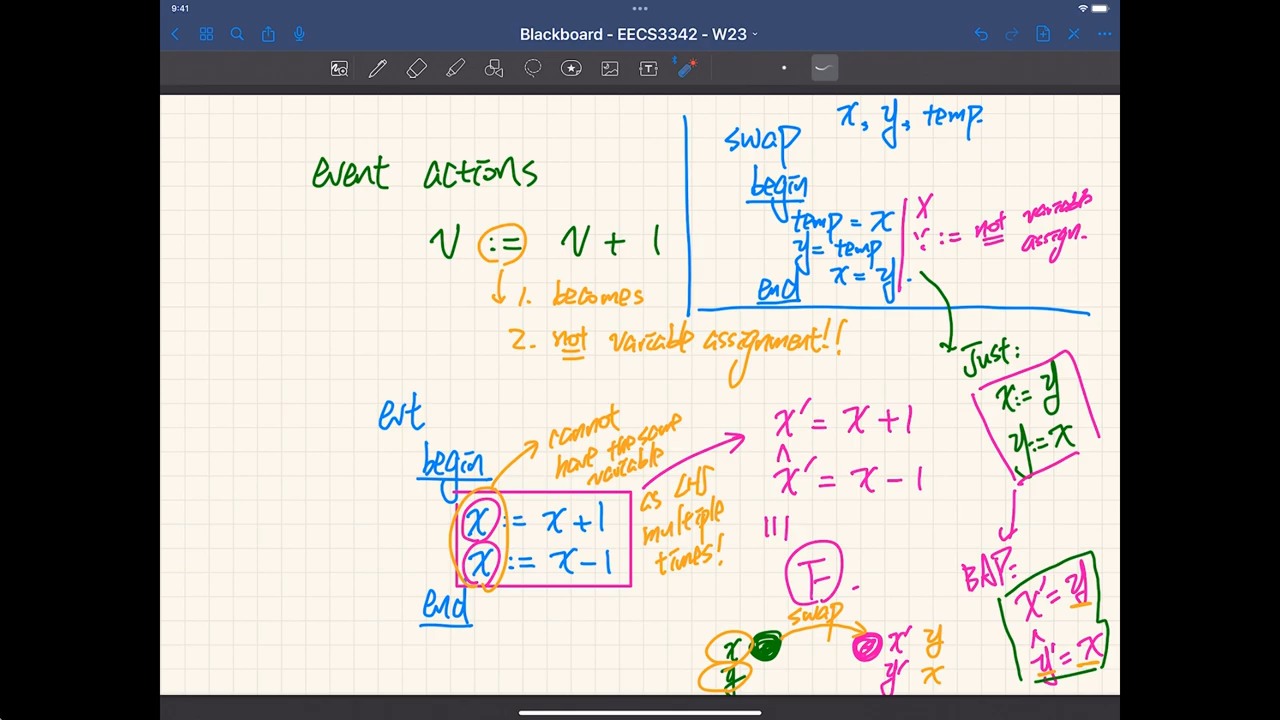 9:41
Blackboard - EECS3342 - W23
event actions
v := v + 1
1. becomes
2. not variable assignment!!
x, y, temp.
swap
begin
temp = x
y = temp
x = y.
end
X
∵ := not variable
assign.
Just:
x := y
y := x
evt
begin
x := x + 1
x := x - 1
end
cannot
have the same
variable
as LHS
multiple
times!
x' = x + 1
^
x' = x - 1
|||
F.
BAP:
x' = y
^
y' = x
swap
x x' y
y y' x